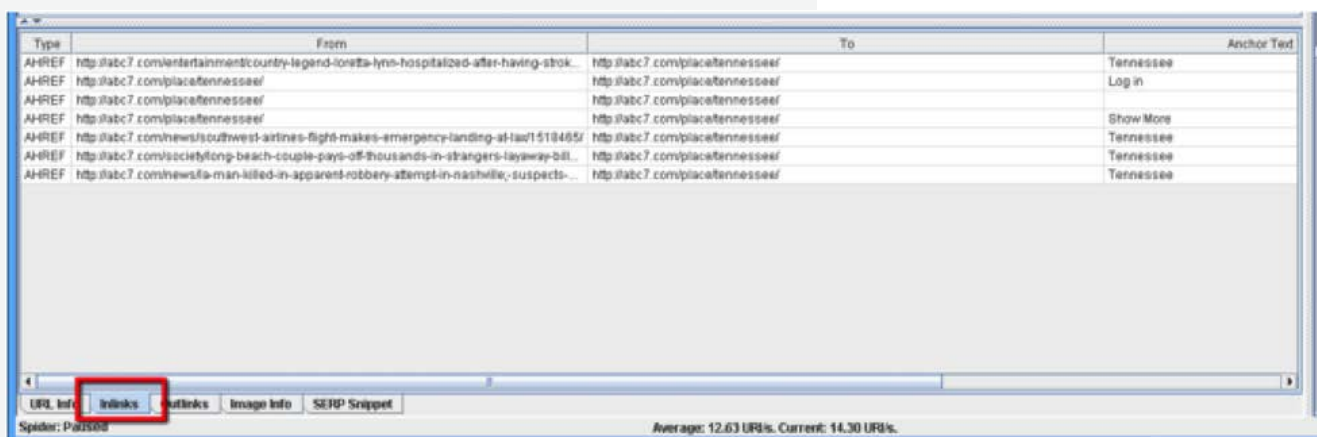 Type From To Anchor Text
AHREF http://abc7.com/entertainment/country-legend-loretta-lynn-hospitalized-after-having-strok... http://abc7.com/place/tennessee/ Tennessee
AHREF http://abc7.com/place/tennessee/ http://abc7.com/place/tennessee/ Log in
AHREF http://abc7.com/place/tennessee/ http://abc7.com/place/tennessee/
AHREF http://abc7.com/place/tennessee/ http://abc7.com/place/tennessee/ Show More
AHREF http://abc7.com/news/southwest-airlines-flight-makes-emergency-landing-at-lax/1518465/ http://abc7.com/place/tennessee/ Tennessee
AHREF http://abc7.com/society/long-beach-couple-pays-off-thousands-in-strangers-layaway-bill... http://abc7.com/place/tennessee/ Tennessee
AHREF http://abc7.com/news/la-man-killed-in-apparent-robbery-attempt-in-nashville;-suspects-... http://abc7.com/place/tennessee/ Tennessee
URL Info Inlinks Outlinks Image Info SERP Snippet
Spider: Paused Average: 12.63 URI/s. Current: 14.30 URI/s.